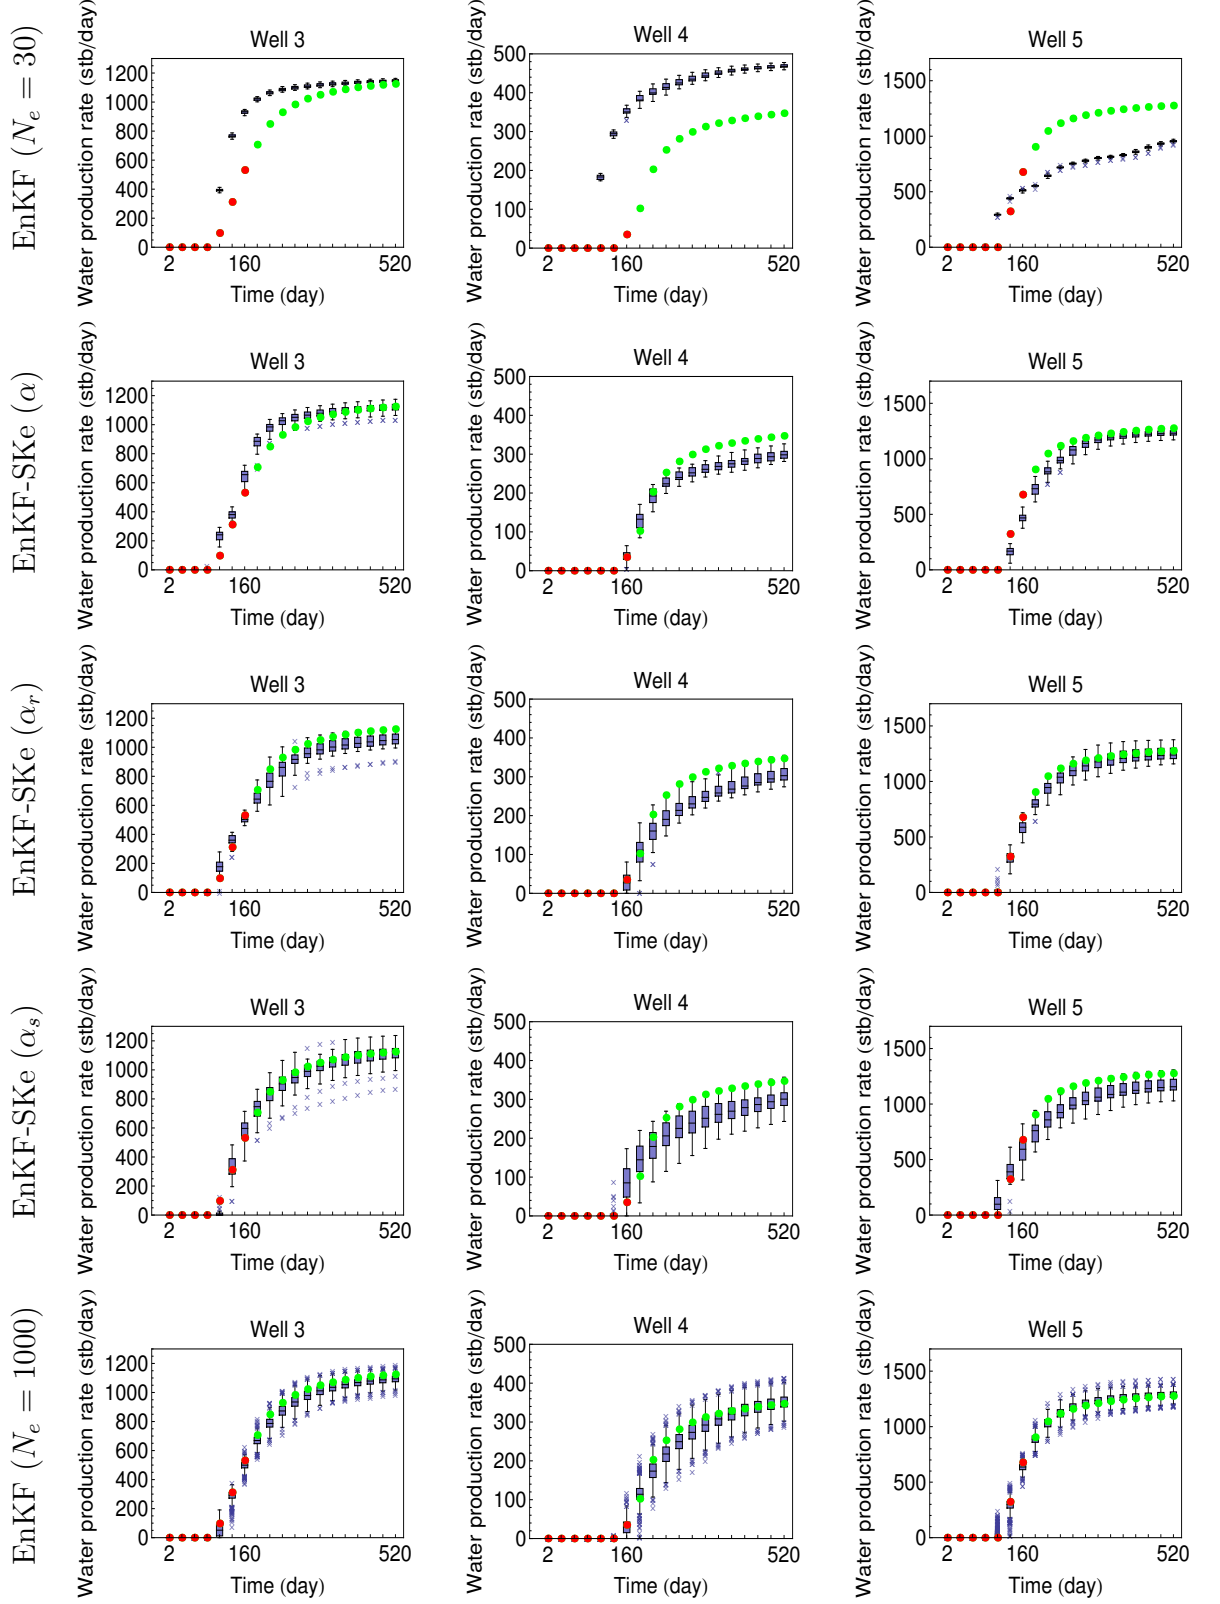 EnKF (N_e = 30)
Well 3
Water production rate (stb/day)
1200
1000
800
600
400
200
0
2
160
520
Time (day)
Well 4
Water production rate (stb/day)
500
400
300
200
100
0
2
160
520
Time (day)
Well 5
Water production rate (stb/day)
1500
1000
500
0
2
160
520
Time (day)
EnKF-SKe (α)
Well 3
Water production rate (stb/day)
1200
1000
800
600
400
200
0
2
160
520
Time (day)
Well 4
Water production rate (stb/day)
500
400
300
200
100
0
2
160
520
Time (day)
Well 5
Water production rate (stb/day)
1500
1000
500
0
2
160
520
Time (day)
EnKF-SKe (α_r)
Well 3
Water production rate (stb/day)
1200
1000
800
600
400
200
0
2
160
520
Time (day)
Well 4
Water production rate (stb/day)
500
400
300
200
100
0
2
160
520
Time (day)
Well 5
Water production rate (stb/day)
1500
1000
500
0
2
160
520
Time (day)
EnKF-SKe (α_s)
Well 3
Water production rate (stb/day)
1200
1000
800
600
400
200
0
2
160
520
Time (day)
Well 4
Water production rate (stb/day)
500
400
300
200
100
0
2
160
520
Time (day)
Well 5
Water production rate (stb/day)
1500
1000
500
0
2
160
520
Time (day)
EnKF (N_e = 1000)
Well 3
Water production rate (stb/day)
1200
1000
800
600
400
200
0
2
160
520
Time (day)
Well 4
Water production rate (stb/day)
500
400
300
200
100
0
2
160
520
Time (day)
Well 5
Water production rate (stb/day)
1500
1000
500
0
2
160
520
Time (day)